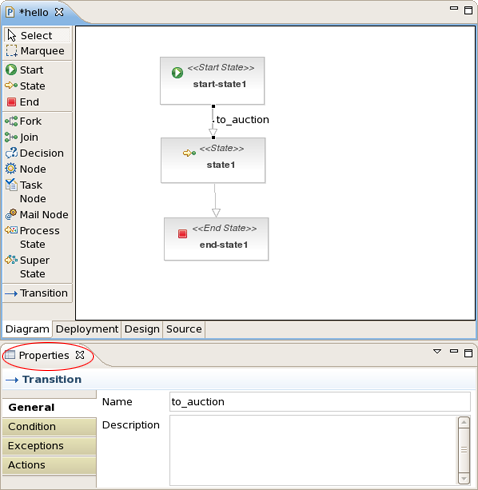 *hello
Select
Marquee
Start
State
End
Fork
Join
Decision
Node
Task
Node
Mail Node
Process
State
Super
State
Transition
<<Start State>>
start-state1
to_auction
<<State>>
state1
<<End State>>
end-state1
Diagram Deployment Design Source
Properties
Transition
General
Condition
Exceptions
Actions
Name to_auction
Description